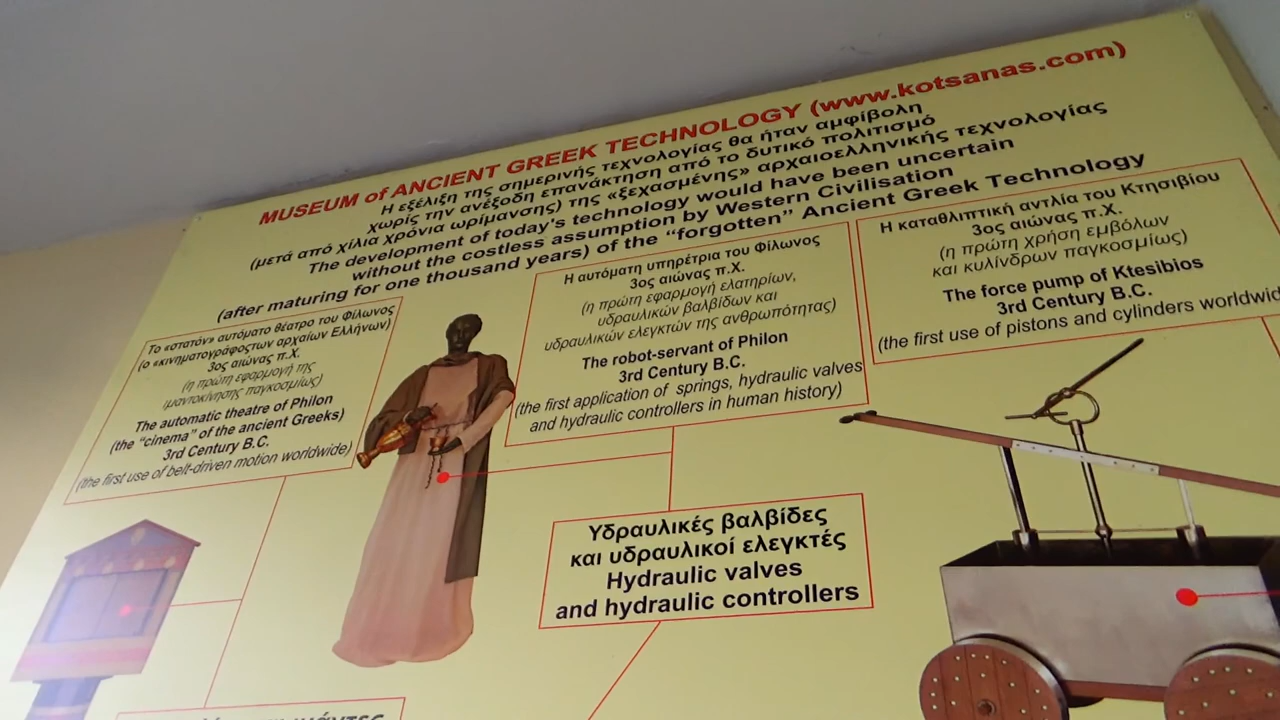 MUSEUM of ANCIENT GREEK TECHNOLOGY (www.kotsanas.com)
Η εξέλιξη της σημερινής τεχνολογίας θα ήταν αμφίβολη
χωρίς την ανέξοδη επανάκτηση από το δυτικό πολιτισμό
(μετά από χίλια χρόνια ωρίμανσης) της «ξεχασμένης» αρχαιοελληνικής τεχνολογίας
The development of today's technology would have been uncertain
without the costless assumption by Western Civilisation
(after maturing for one thousand years) of the “forgotten” Ancient Greek Technology
Το «στατόν» αυτόματο θέατρο του Φίλωνος
(ο «κινηματογράφος» των αρχαίων Ελλήνων)
3ος αιώνας π.Χ.
(η πρώτη εφαρμογή της
ιμαντοκίνησης παγκοσμίως)
The automatic theatre of Philon
(the “cinema” of the ancient Greeks)
3rd Century B.C.
(the first use of belt-driven motion worldwide)
Η αυτόματη υπηρέτρια του Φίλωνος
3ος αιώνας π.Χ.
(η πρώτη εφαρμογή ελατηρίων,
υδραυλικών βαλβίδων και
υδραυλικών ελεγκτών της ανθρωπότητας)
The robot-servant of Philon
3rd Century B.C.
(the first application of springs, hydraulic valves
and hydraulic controllers in human history)
Η καταθλιπτική αντλία του Κτησιβίου
3ος αιώνας π.Χ.
(η πρώτη χρήση εμβόλων
και κυλίνδρων παγκοσμίως)
The force pump of Ktesibios
3rd Century B.C.
(the first use of pistons and cylinders worldwid
Υδραυλικές βαλβίδες
και υδραυλικοί ελεγκτές
Hydraulic valves
and hydraulic controllers